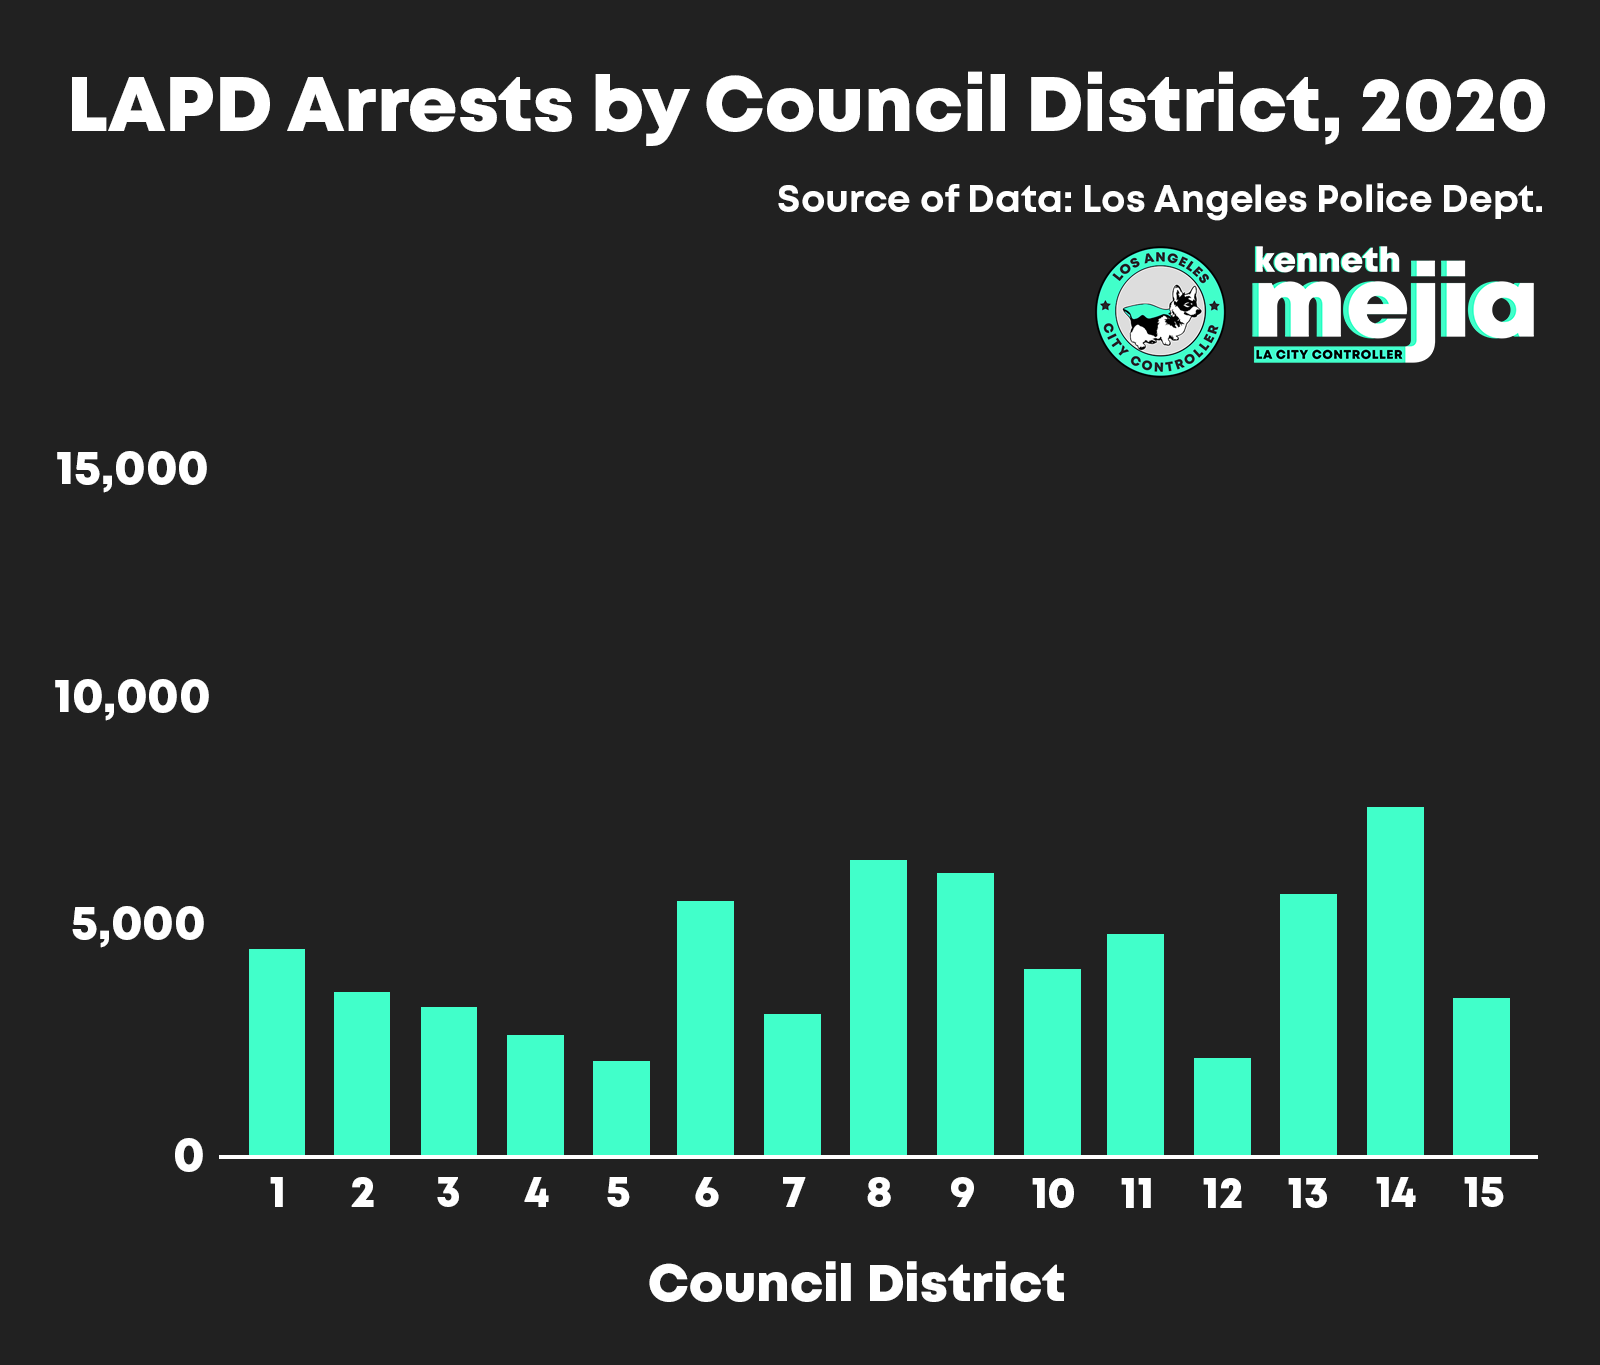 LAPD Arrests by Council District, 2020
Source of Data: Los Angeles Police Dept.
LOS ANGELES
CITY CONTROLLER
kenneth
mejia
LA CITY CONTROLLER
15,000
10,000
5,000
0
1 2 3 4 5 6 7 8 9 10 11 12 13 14 15
Council District